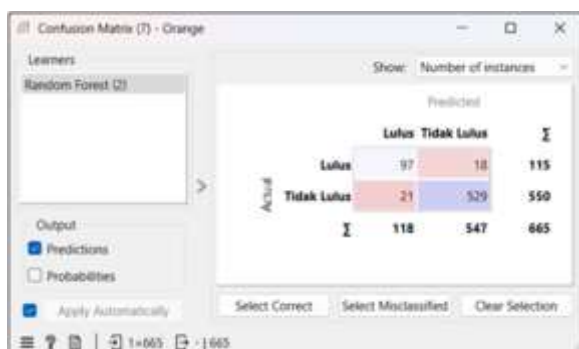 Confusion Matrix (7) - Orange
Learners
Random Forest (2)
Show: Number of instances
Predicted
Lulus Tidak Lulus Σ
Lulus 97 18 115
Actual
Tidak Lulus 21 529 550
Σ 118 547 665
Output
Predictions
Probabilities
Apply Automatically
Select Correct
Select Misclassified
Clear Selection
665